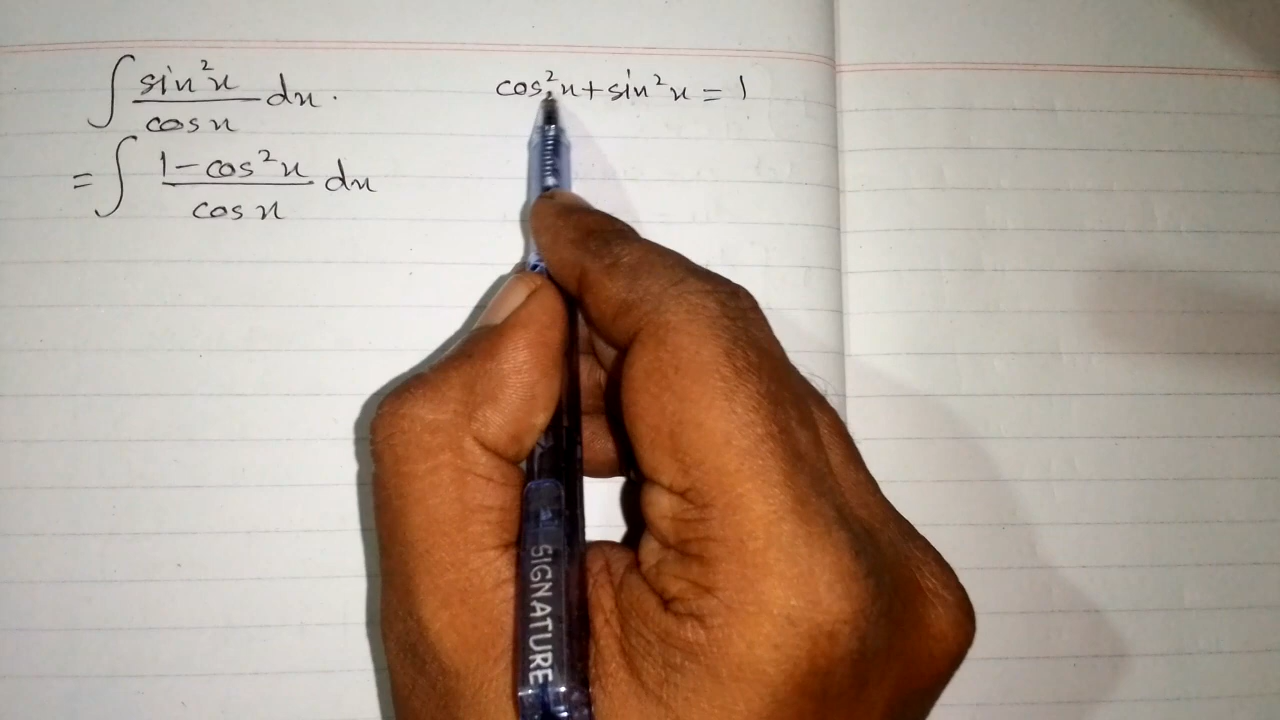 ∫ sin²x / cos x dx.
cos²x + sin²x = 1
= ∫ 1 - cos²x / cos x dx
SIGNATURE